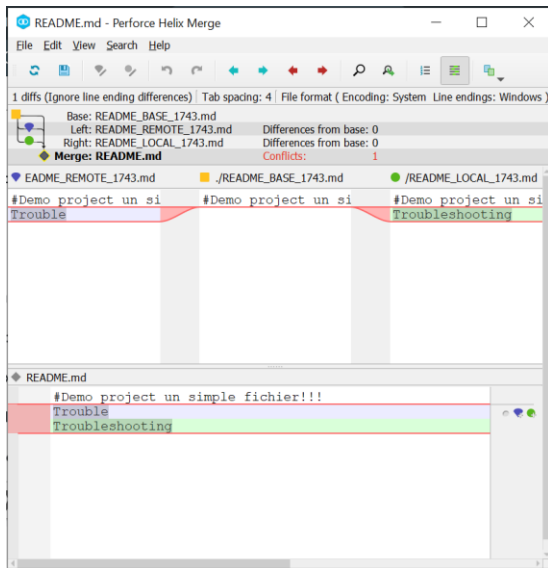 README.md - Perforce Helix Merge
File Edit View Search Help
1 diffs (Ignore line ending differences) Tab spacing: 4 File format ( Encoding: System Line endings: Windows )
Base: README_BASE_1743.md
Left: README_REMOTE_1743.md Differences from base: 0
Right: README_LOCAL_1743.md Differences from base: 0
Merge: README.md Conflicts: 1
EADME_REMOTE_1743.md ./README_BASE_1743.md /README_LOCAL_1743.md
#Demo project un si #Demo project un si #Demo project un si
Trouble Troubleshooting
README.md
#Demo project un simple fichier!!!
Trouble
Troubleshooting